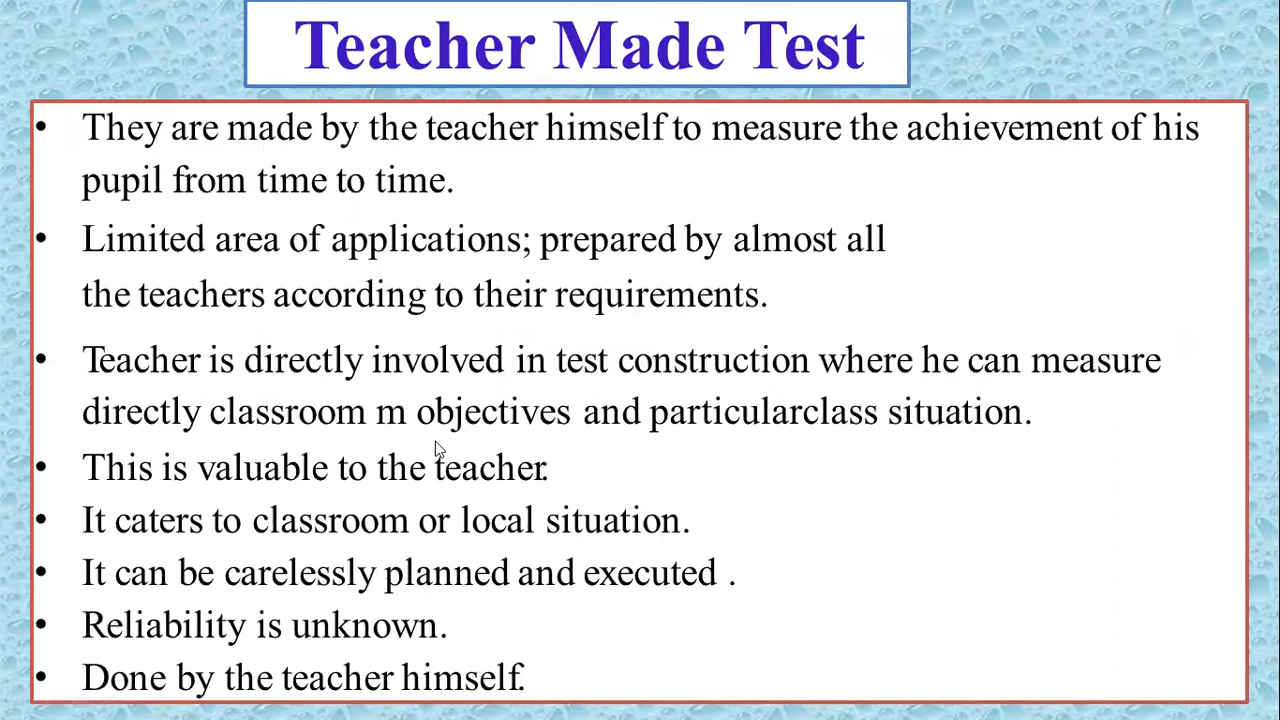 Teacher Made Test
• They are made by the teacher himself to measure the achievement of his
pupil from time to time.
• Limited area of applications; prepared by almost all
the teachers according to their requirements.
• Teacher is directly involved in test construction where he can measure
directly classroom m objectives and particularclass situation.
• This is valuable to the teacher.
• It caters to classroom or local situation.
• It can be carelessly planned and executed .
• Reliability is unknown.
• Done by the teacher himself.